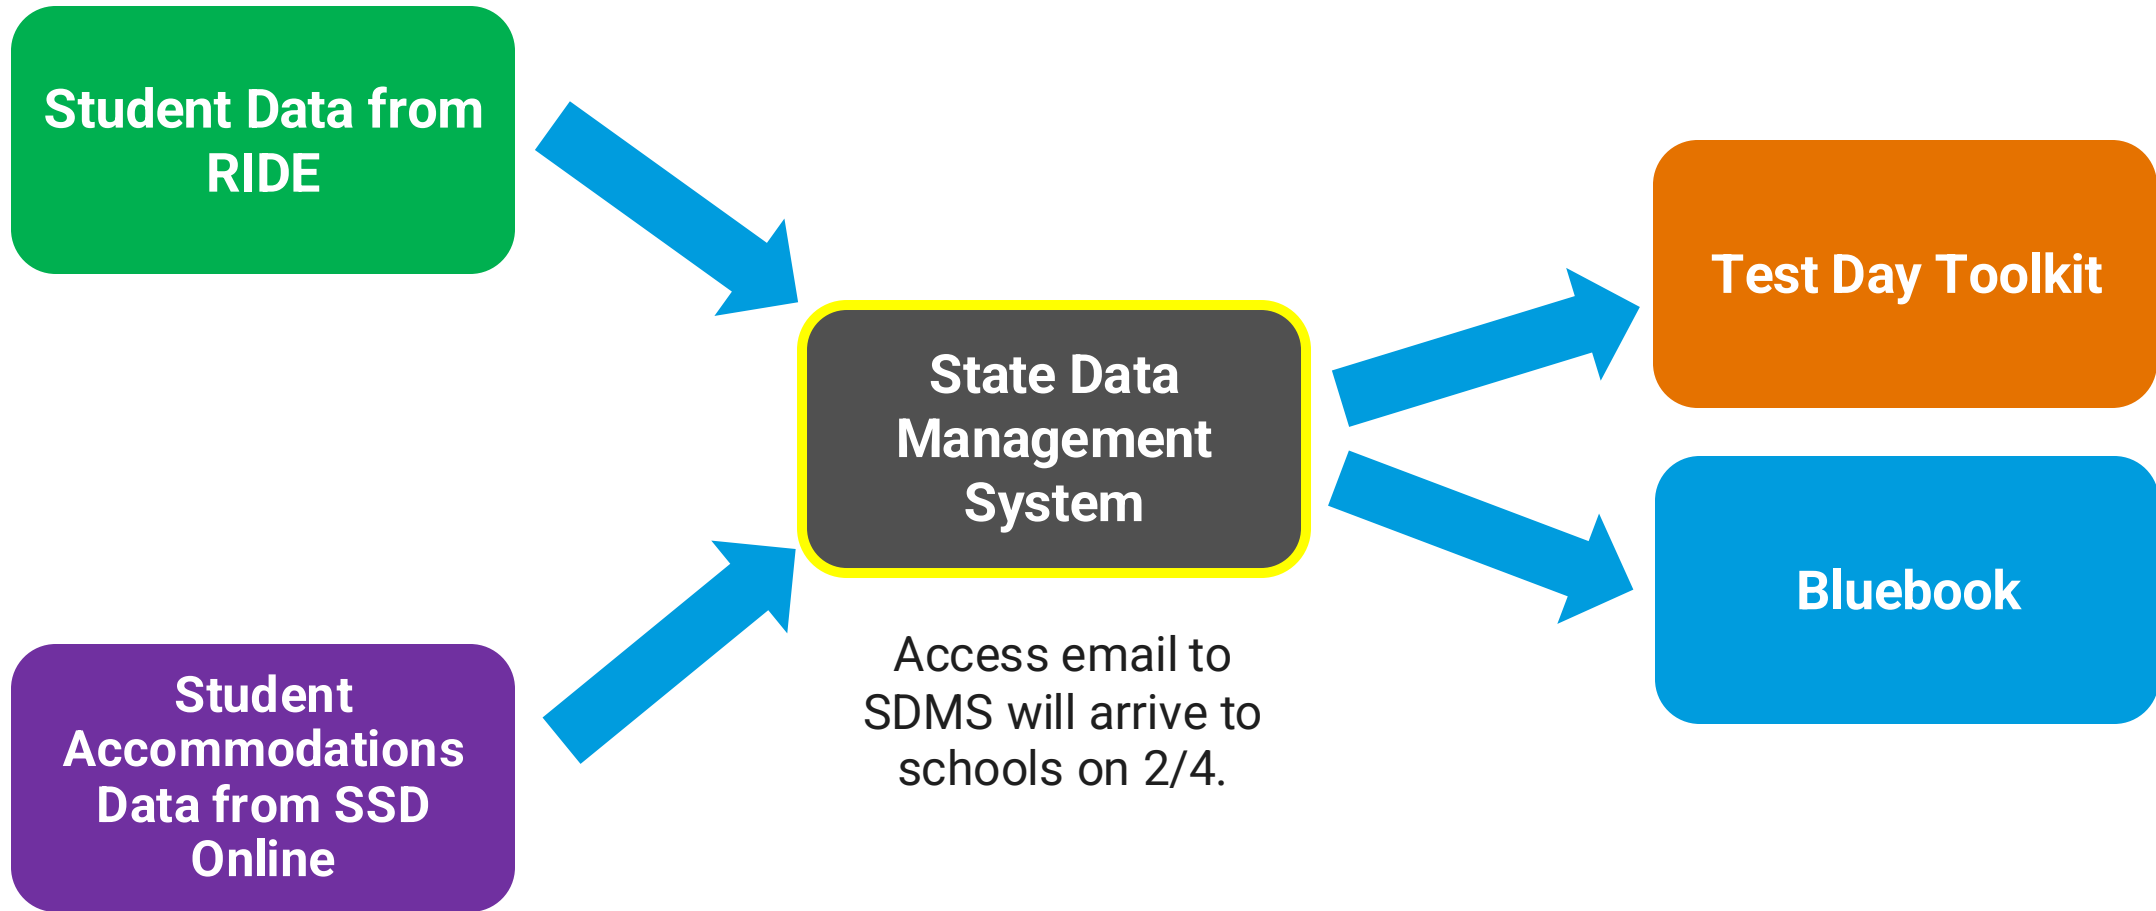 Student Data from
RIDE
Student
Accommodations
Data from SSD
Online
State Data
Management
System
Access email to
SDMS will arrive to
schools on 2/4.
Test Day Toolkit
Bluebook